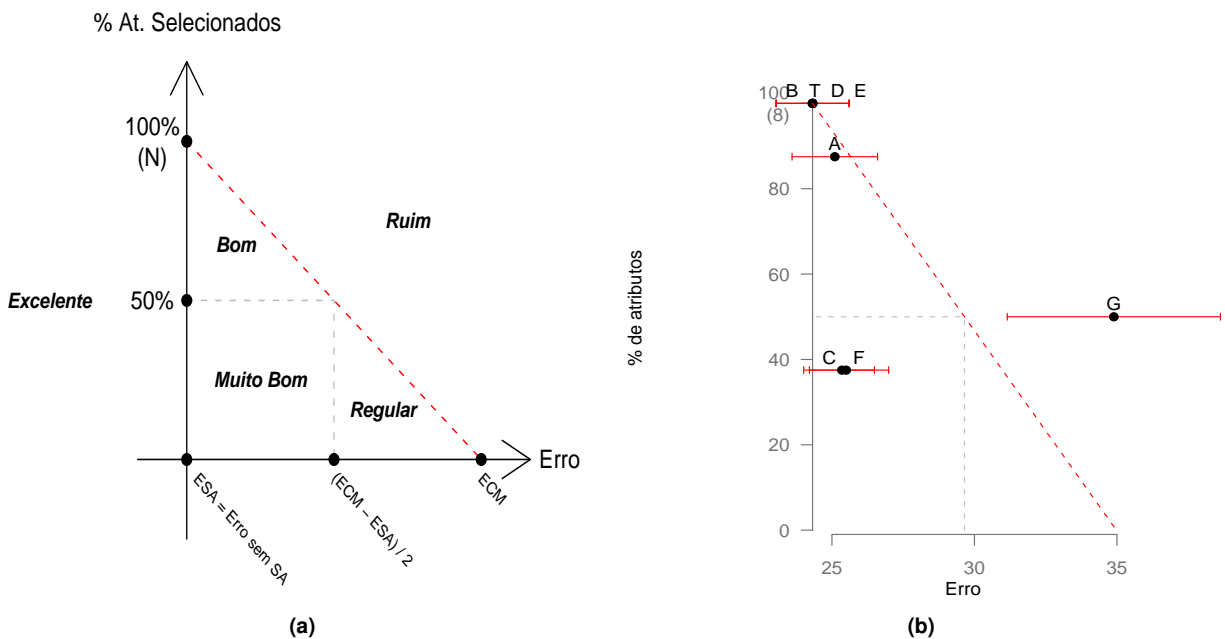 % At. Selecionados
100%
(N)
Ruim
Bom
Excelente
50%
Muito Bom
Regular
Erro
ESA = Erro sem SA
(ECM − ESA) / 2
ECM
(a)
B T D E
100
(8)
A
80
60
% de atributos
G
40
C F
20
0
25 30 35
Erro
(b)